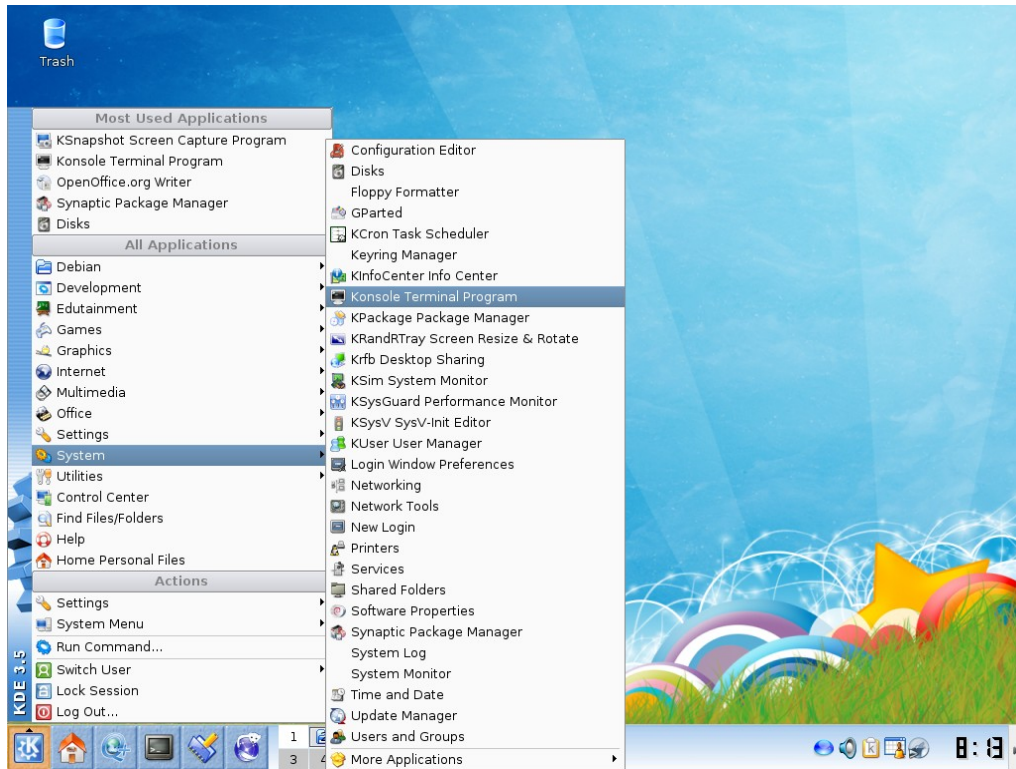 Trash
Most Used Applications
KSnapshot Screen Capture Program
Konsole Terminal Program
OpenOffice.org Writer
Synaptic Package Manager
Disks
All Applications
Debian
Development
Edutainment
Games
Graphics
Internet
Multimedia
Office
Settings
System
Utilities
Control Center
Find Files/Folders
Help
Home Personal Files
Actions
Settings
System Menu
Run Command...
Switch User
Lock Session
Log Out...
KDE 3.5
Configuration Editor
Disks
Floppy Formatter
GParted
KCron Task Scheduler
Keyring Manager
KInfoCenter Info Center
Konsole Terminal Program
KPackage Package Manager
KRandRTray Screen Resize & Rotate
Krfb Desktop Sharing
KSim System Monitor
KSysGuard Performance Monitor
KSysV SysV-Init Editor
KUser User Manager
Login Window Preferences
Networking
Network Tools
New Login
Printers
Services
Shared Folders
Software Properties
Synaptic Package Manager
System Log
System Monitor
Time and Date
Update Manager
Users and Groups
More Applications
1
3 4
8:13